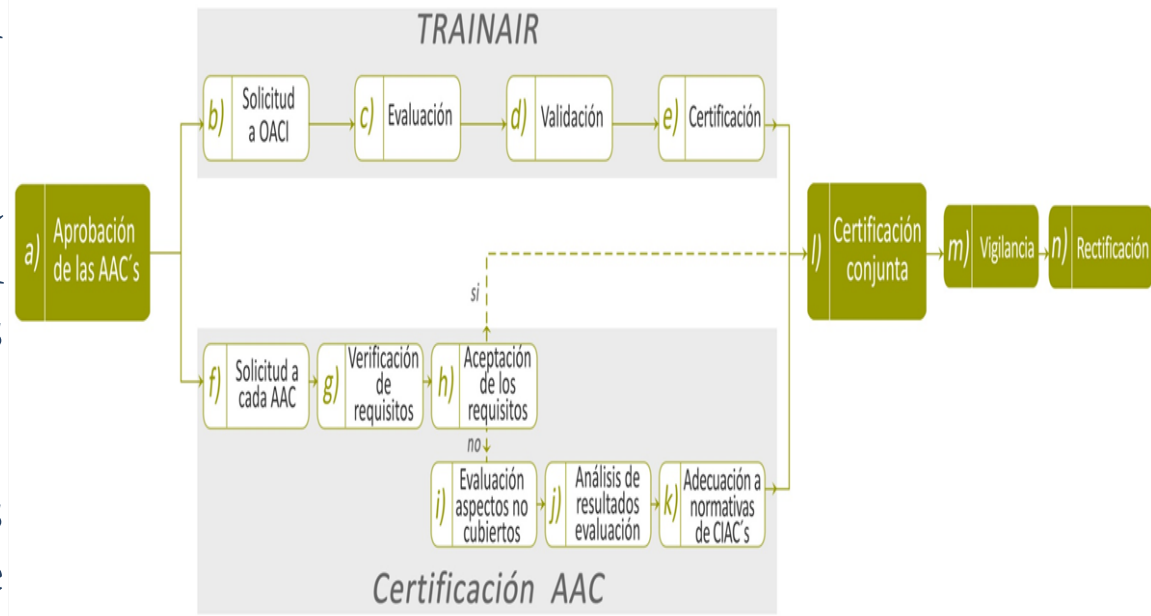 TRAINAIR
b) Solicitud
a OACI
c) Evaluación
d) Validación
e) Certificación
a) Aprobación
de las AAC´s
l) Certificación
conjunta
m) Vigilancia
n) Rectificación
si
f) Solicitud a
cada AAC
g) Verificación
de
requisitos
h) Aceptación
de los
requisitos
no
i) Evaluación
aspectos no
cubiertos
j) Análisis de
resultados
evaluación
k) Adecuación a
normativas
de CIAC´s
Certificación AAC